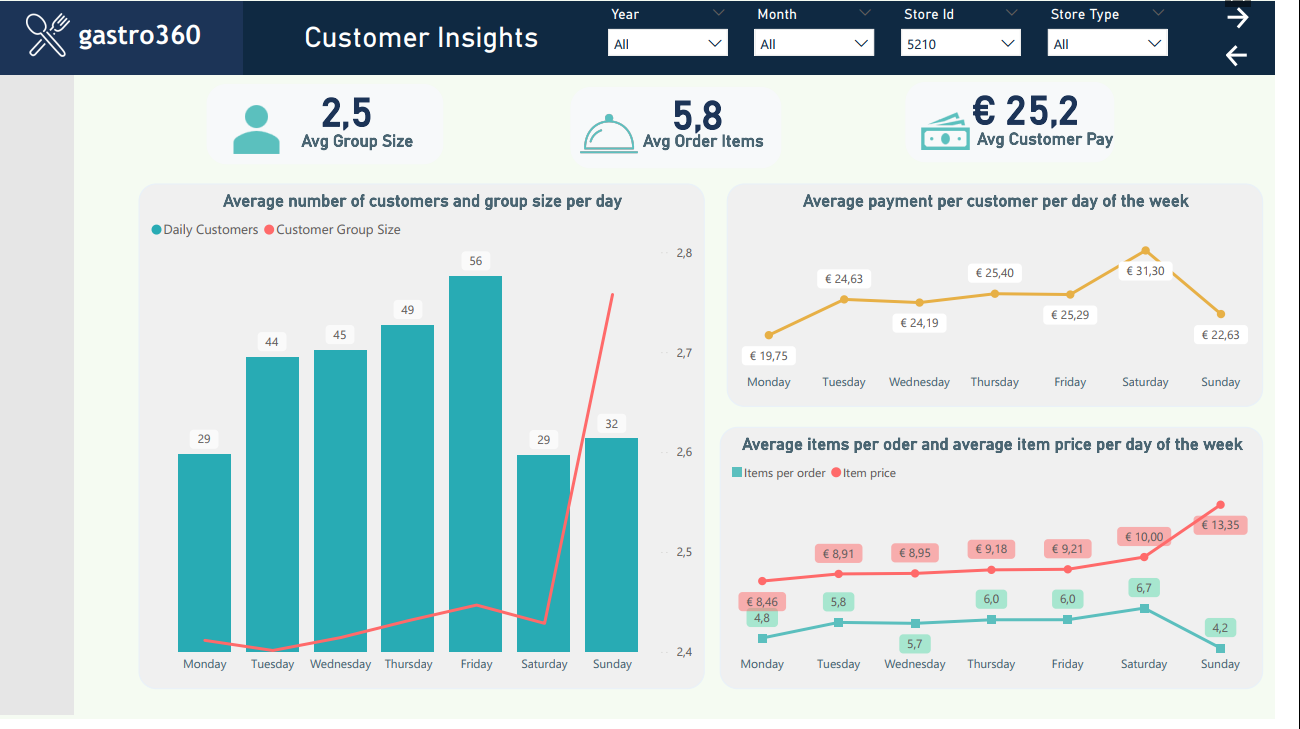 gastro360
Customer Insights
Year
Month
Store Id
Store Type
All
All
5210
All
2,5
Avg Group Size
5,8
Avg Order Items
€ 25,2
Avg Customer Pay
Average number of customers and group size per day
Daily Customers
Customer Group Size
2,8
2,7
2,6
2,5
2,4
29
44
45
49
56
29
32
Monday
Tuesday
Wednesday
Thursday
Friday
Saturday
Sunday
Average payment per customer per day of the week
€ 19,75
€ 24,63
€ 24,19
€ 25,40
€ 25,29
€ 31,30
€ 22,63
Monday
Tuesday
Wednesday
Thursday
Friday
Saturday
Sunday
Average items per oder and average item price per day of the week
Items per order
Item price
€ 8,46
€ 8,91
€ 8,95
€ 9,18
€ 9,21
€ 10,00
€ 13,35
4,8
5,8
5,7
6,0
6,0
6,7
4,2
Monday
Tuesday
Wednesday
Thursday
Friday
Saturday
Sunday